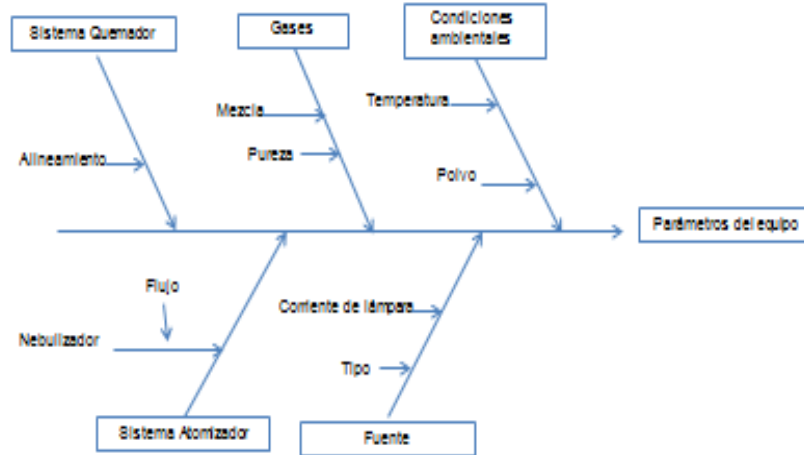 Sistema Quemador
Gases
Condiciones
ambientales
Mezcla
Temperatura
Pureza
Alineamiento
Polvo
Parámetros del equipo
Flujo
Corriente de lámpara
Nebulizador
Tipo
Sistema Atomizador
Fuente